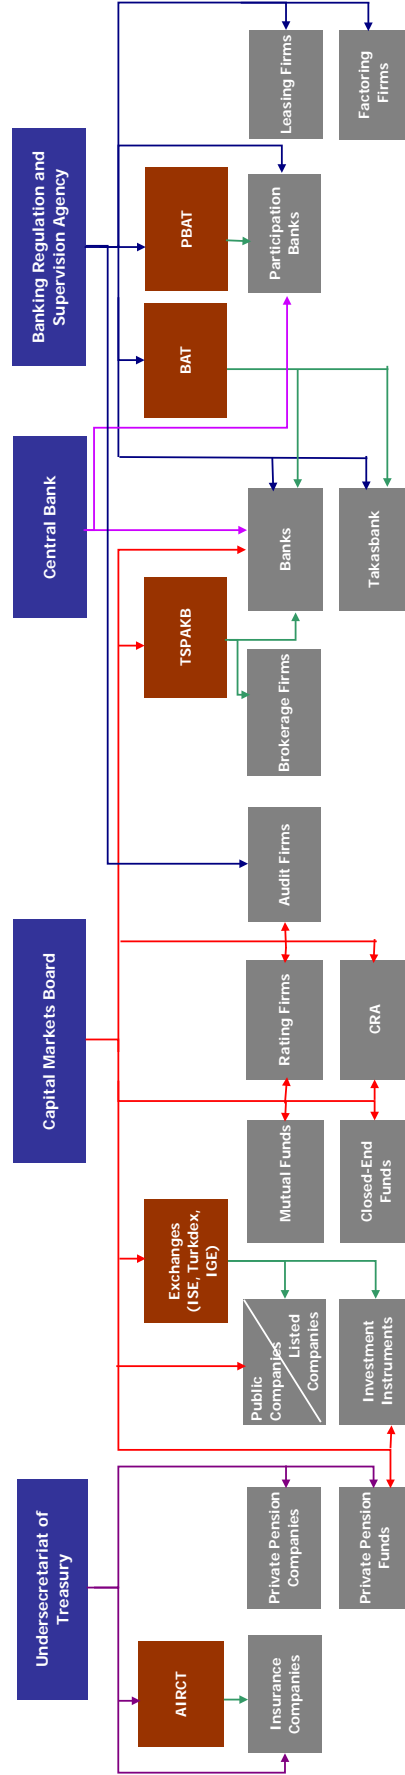 Undersecretariat of
Treasury
Capital Markets Board
Central Bank
Banking Regulation and
Supervision Agency
AIRCT
Exchanges
(ISE, Turkdex,
IGE)
TSPAKB
BAT
PBAT
Insurance
Companies
Private Pension
Companies
Public
Companies
Listed
Companies
Mutual Funds
Rating Firms
Audit Firms
Brokerage Firms
Banks
Participation
Banks
Leasing Firms
Private Pension
Funds
Investment
Instruments
Closed-End
Funds
CRA
Takasbank
Factoring
Firms